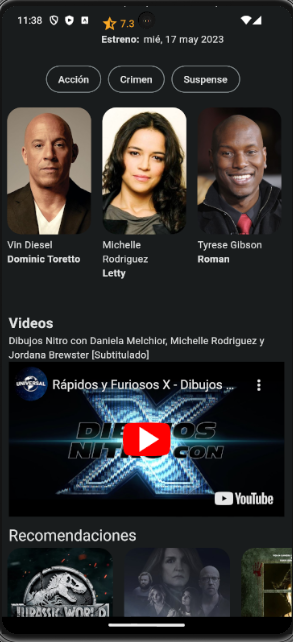 11:38
7.3
Estreno: mié, 17 may 2023
Acción
Crimen
Suspense
Vin Diesel
Dominic Toretto
Michelle
Rodriguez
Letty
Tyrese Gibson
Roman
Videos
Dibujos Nitro con Daniela Melchior, Michelle Rodriguez y
Jordana Brewster [Subtitulado]
UNIVERSAL
Rápidos y Furiosos X - Dibujos ...
DIBUJOS
NITRO CON
YouTube
Recomendaciones
JURASSIC WORLD